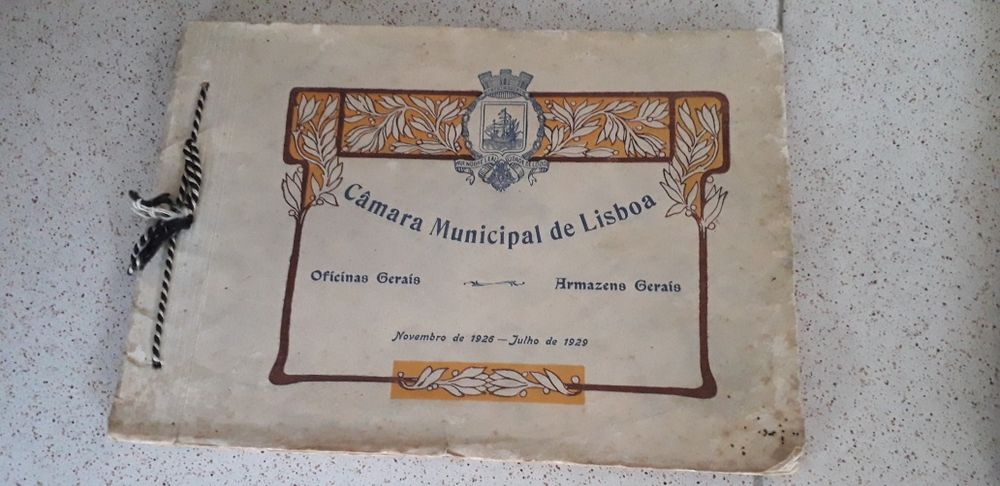 Câmara Municipal de Lisboa
Oficinas Gerais
Armazens Gerais
Novembro de 1926 — Julho de 1929